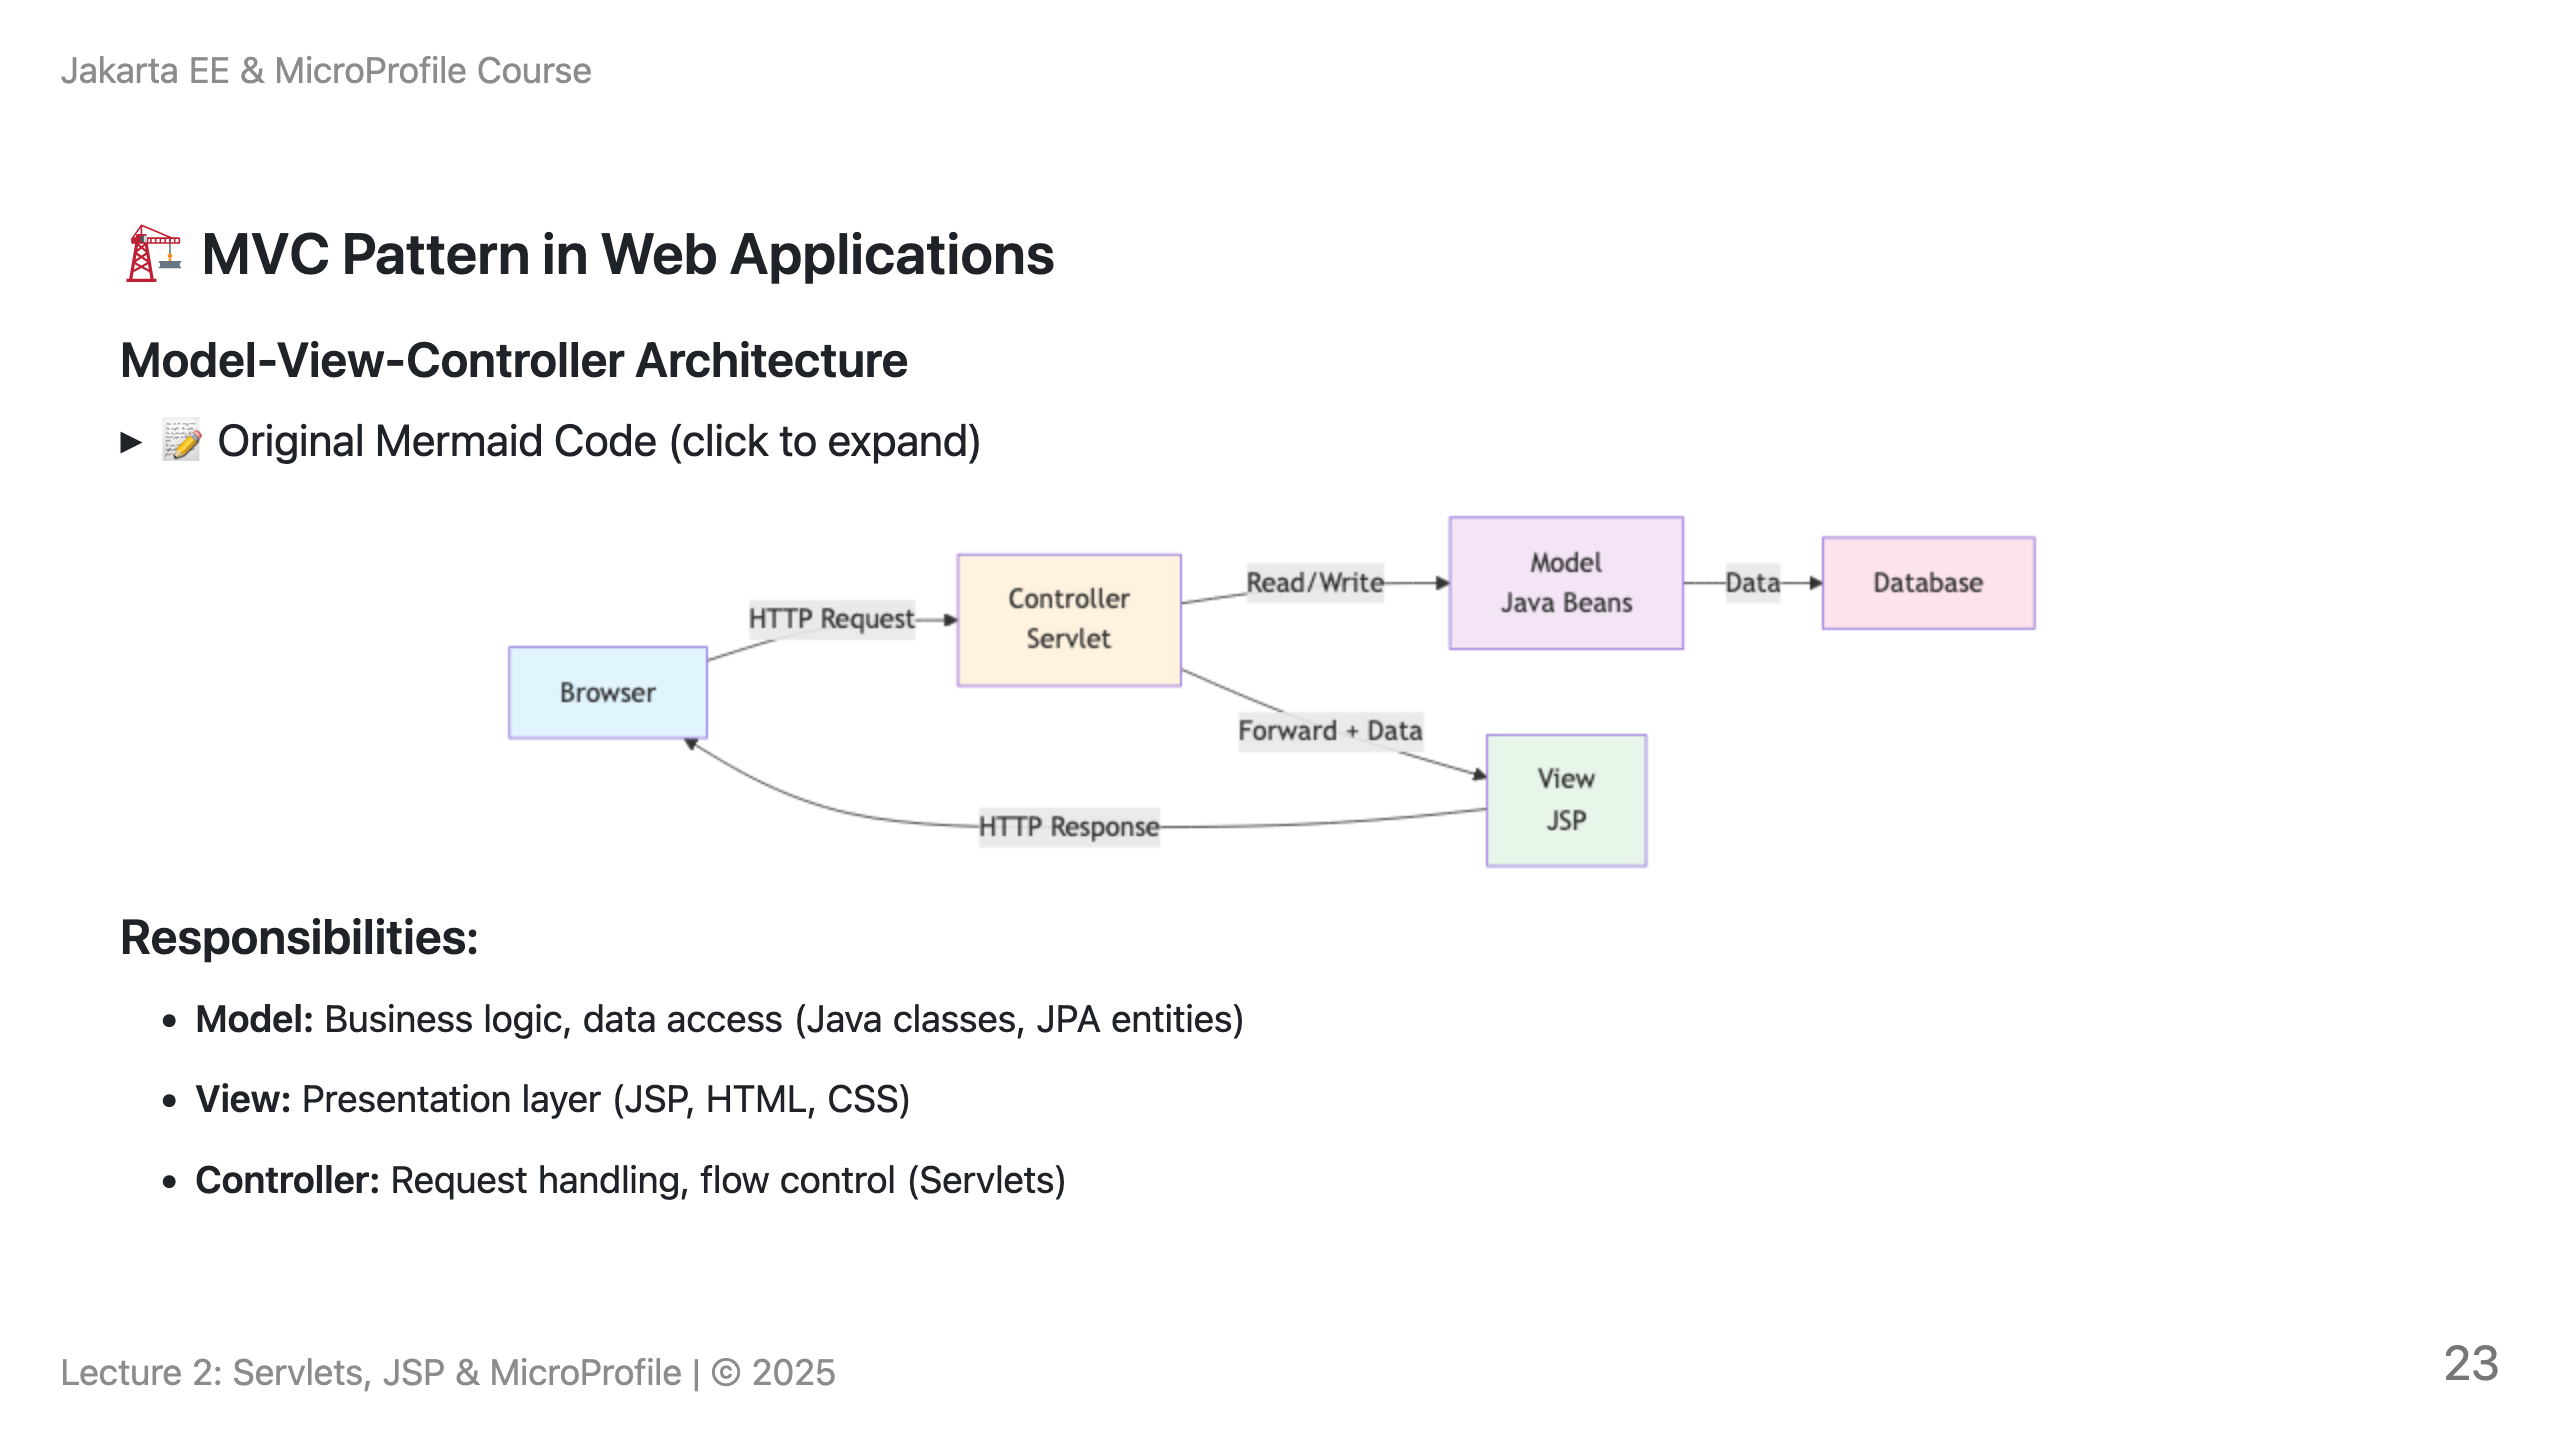 Jakarta EE & MicroProfile Course
🏗️ MVC Pattern in Web Applications
Model-View-Controller Architecture
▶ 📝 Original Mermaid Code (click to expand)
Browser
HTTP Request
Controller
Servlet
Read/Write
Model
Java Beans
Data
Database
Forward + Data
View
JSP
HTTP Response
Responsibilities:
• Model: Business logic, data access (Java classes, JPA entities)
• View: Presentation layer (JSP, HTML, CSS)
• Controller: Request handling, flow control (Servlets)
Lecture 2: Servlets, JSP & MicroProfile | © 2025
23